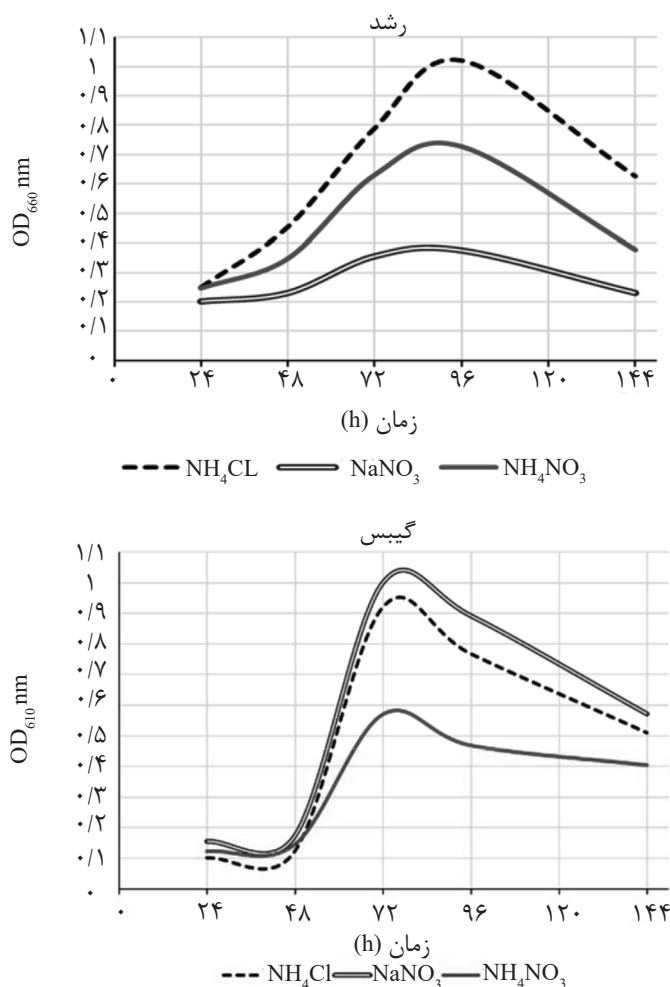 رشد
۱/۱
۱
۰/۹
۰/۸
۰/۷
۰/۶
۰/۵
۰/۴
۰/۳
۰/۲
۰/۱
۰
OD₆₆₀ nm
۰ ۲۴ ۴۸ ۷۲ ۹۶ ۱۲۰ ۱۴۴
زمان (h)
NH₄CL NaNO₃ NH₄NO₃
گیبس
۱/۱
۱
۰/۹
۰/۸
۰/۷
۰/۶
۰/۵
۰/۴
۰/۳
۰/۲
۰/۱
۰
OD₆₁₀ nm
۰ ۲۴ ۴۸ ۷۲ ۹۶ ۱۲۰ ۱۴۴
زمان (h)
NH₄Cl NaNO₃ NH₄NO₃